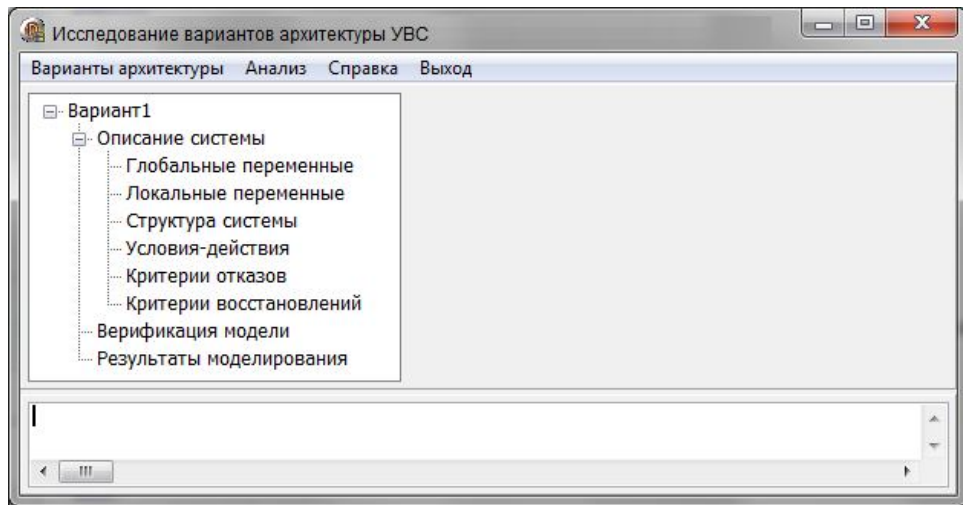 Исследование вариантов архитектуры УВС
Варианты архитектуры Анализ Справка Выход
Вариант1
Описание системы
Глобальные переменные
Локальные переменные
Структура системы
Условия-действия
Критерии отказов
Критерии восстановлений
Верификация модели
Результаты моделирования